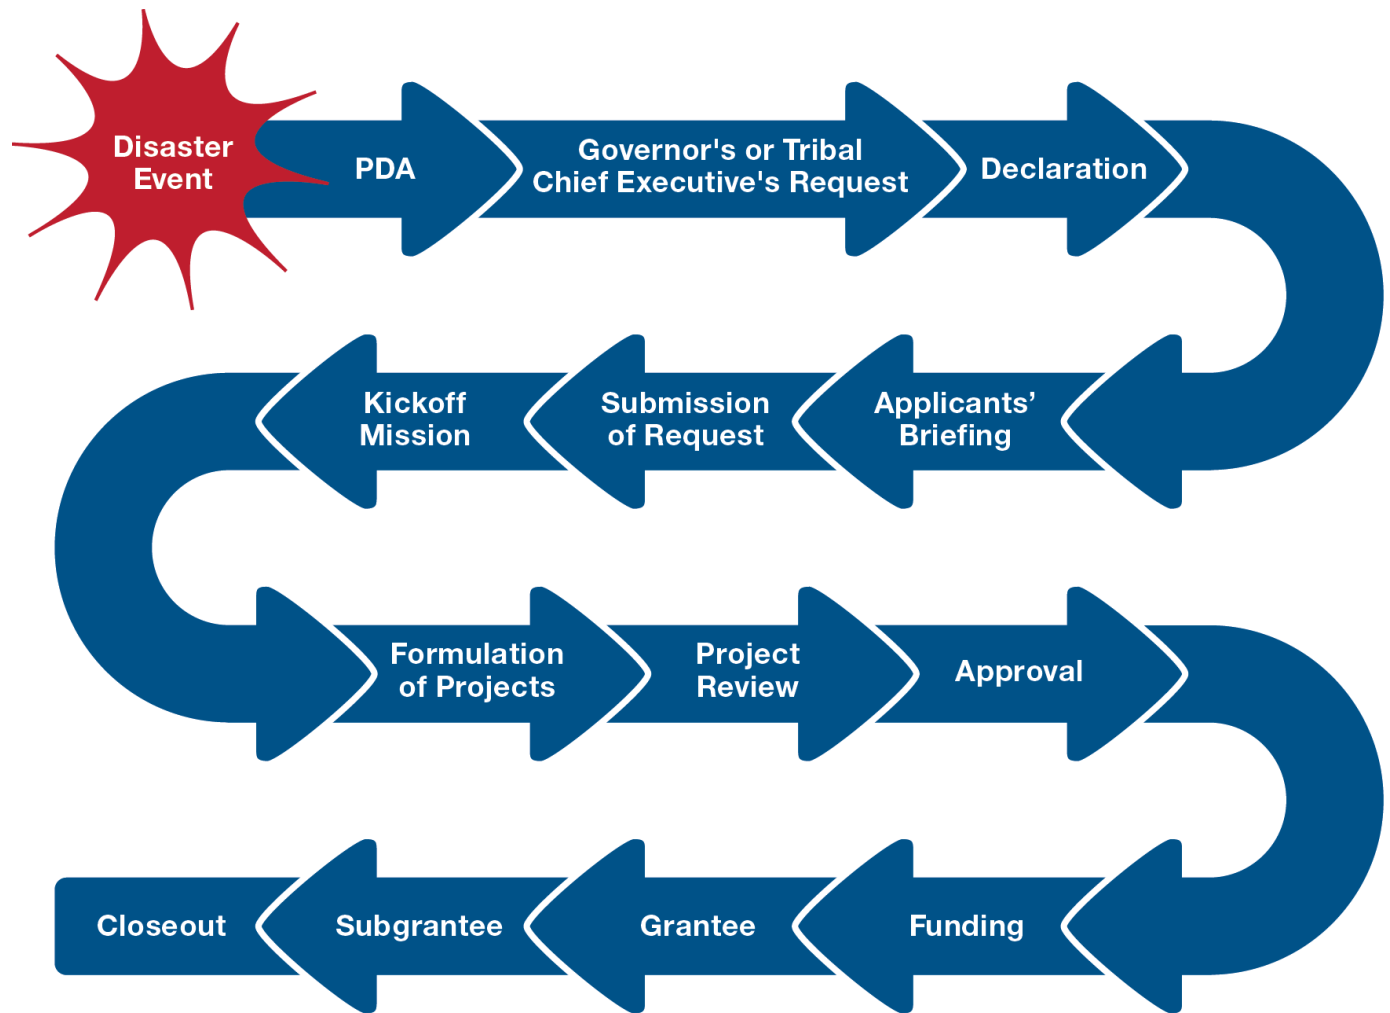 Disaster
Event
PDA
Governor's or Tribal
Chief Executive's Request
Declaration
Applicants’
Briefing
Submission
of Request
Kickoff
Mission
Formulation
of Projects
Project
Review
Approval
Funding
Grantee
Subgrantee
Closeout